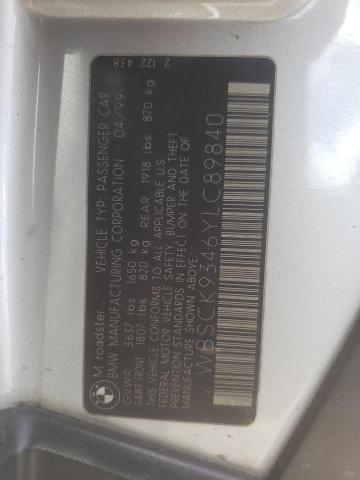 M roadster VEHICLE TYP: PASSENGER CAR 2 122 438
BMW MANUFACTURING CORPORATION 04/99
GVWR 3637 lbs 1650 kg
GAWR FRONT 1807 lbs 820 kg REAR 1918 lbs 870 kg
THIS VEHICLE CONFORMS TO ALL APPLICABLE U.S.
FEDERAL MOTOR VEHICLE SAFETY, BUMPER AND THEFT
STANDARDS IN EFFECT ON THE DATE OF
MANUFACTURE SHOWN ABOVE.
WBSCK9346YLC89840
BMW